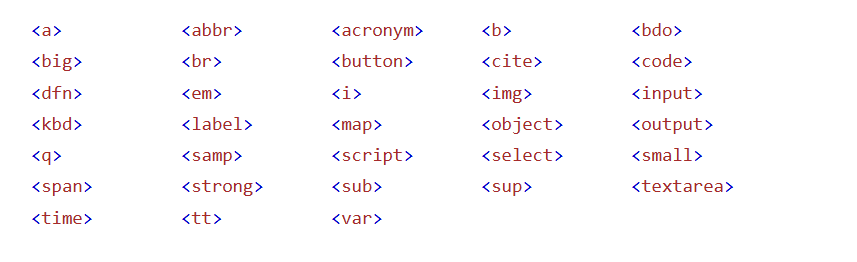 <a> <abbr> <acronym> <b> <bdo>
<big> <br> <button> <cite> <code>
<dfn> <em> <i> <img> <input>
<kbd> <label> <map> <object> <output>
<q> <samp> <script> <select> <small>
<span> <strong> <sub> <sup> <textarea>
<time> <tt> <var>